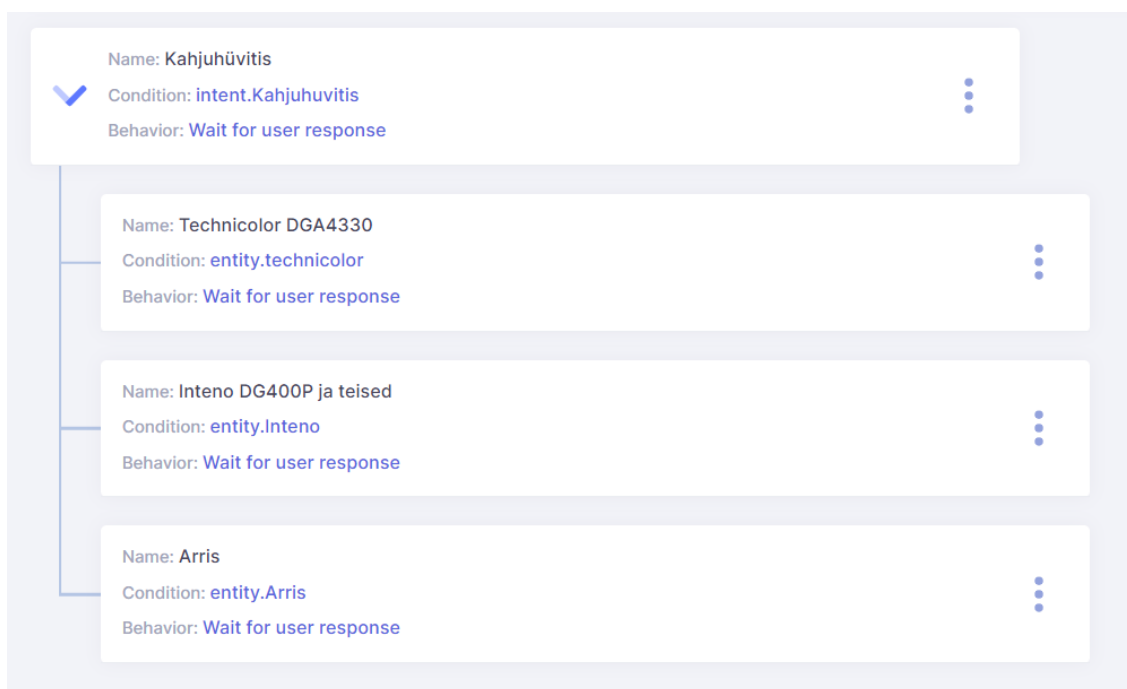 Name: Kahjuhüvitis
Condition: intent.Kahjuhuvitis
Behavior: Wait for user response
Name: Technicolor DGA4330
Condition: entity.technicolor
Behavior: Wait for user response
Name: Inteno DG400P ja teised
Condition: entity.Inteno
Behavior: Wait for user response
Name: Arris
Condition: entity.Arris
Behavior: Wait for user response